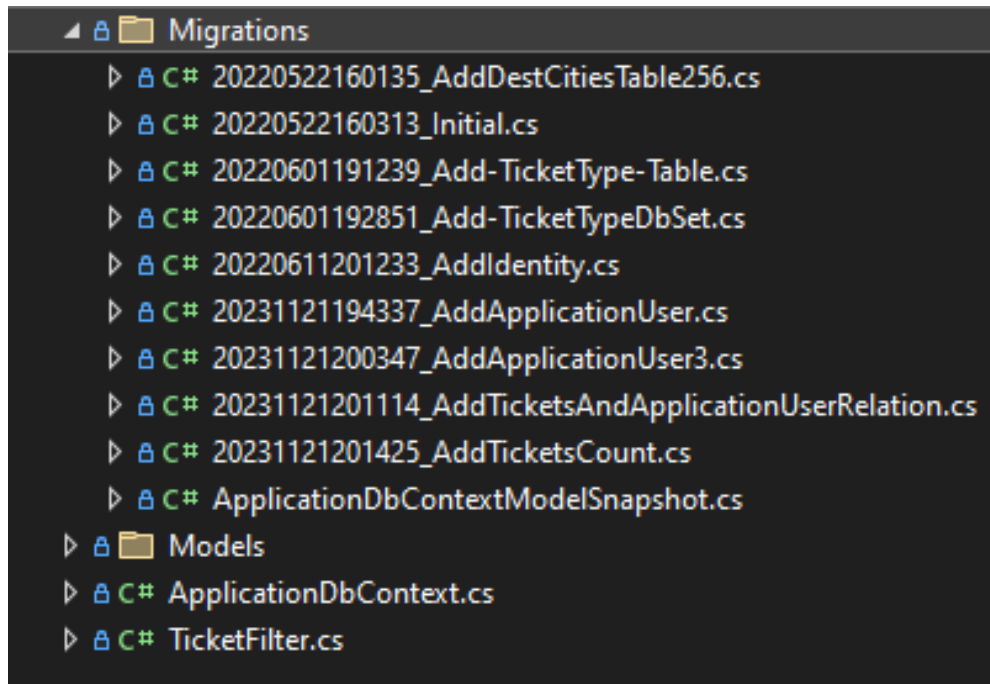 Migrations
C# 20220522160135_AddDestCitiesTable256.cs
C# 20220522160313_Initial.cs
C# 20220601191239_Add-TicketType-Table.cs
C# 20220601192851_Add-TicketTypeDbSet.cs
C# 20220611201233_AddIdentity.cs
C# 20231121194337_AddApplicationUser.cs
C# 20231121200347_AddApplicationUser3.cs
C# 20231121201114_AddTicketsAndApplicationUserRelation.cs
C# 20231121201425_AddTicketsCount.cs
C# ApplicationDbContextModelSnapshot.cs
Models
C# ApplicationDbContext.cs
C# TicketFilter.cs